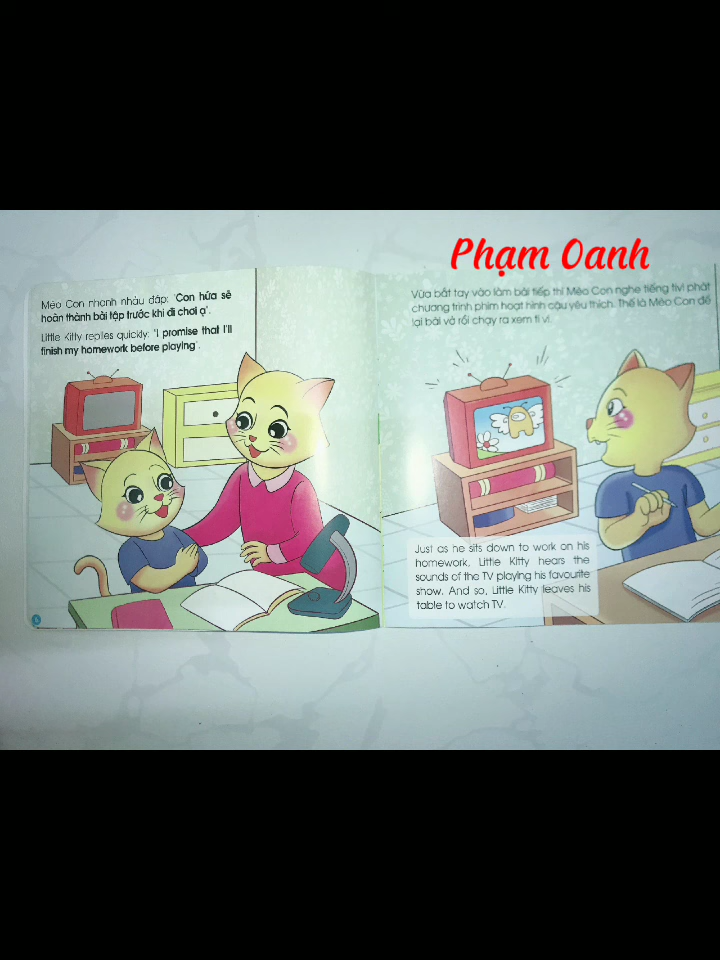 Phạm Oanh
Mèo Con nhanh nhảu đáp: "Con hứa sẽ
hoàn thành bài tập trước khi đi chơi ạ".
Little Kitty replies quickly: "I promise that I'll
finish my homework before playing".
Vừa bắt tay vào làm bài tiếp thì Mèo Con nghe tiếng tivi phát
chương trình phim hoạt hình cậu yêu thích. Thế là Mèo Con để
lại bài vở rồi chạy ra xem ti vi.
Just as he sits down to work on his
homework, Little Kitty hears the
sounds of the TV playing his favourite
show. And so, Little Kitty leaves his
table to watch TV.